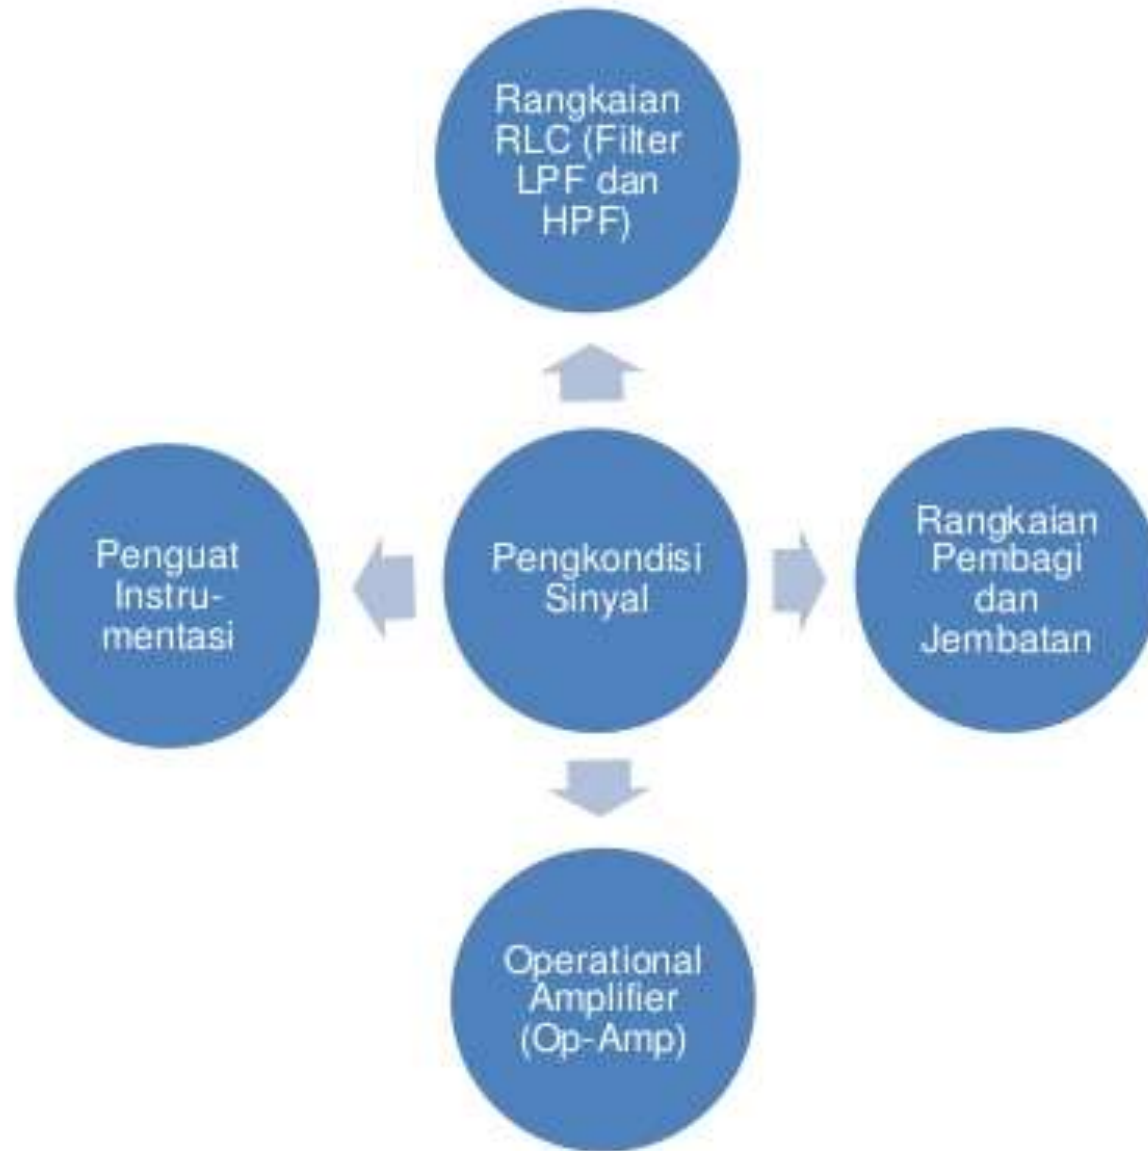 Rangkaian
RLC (Filter
LPF dan
HPF)
Penguat
Instru-
mentasi
Pengkondisi
Sinyal
Rangkaian
Pembagi
dan
Jembatan
Operational
Amplifier
(Op-Amp)